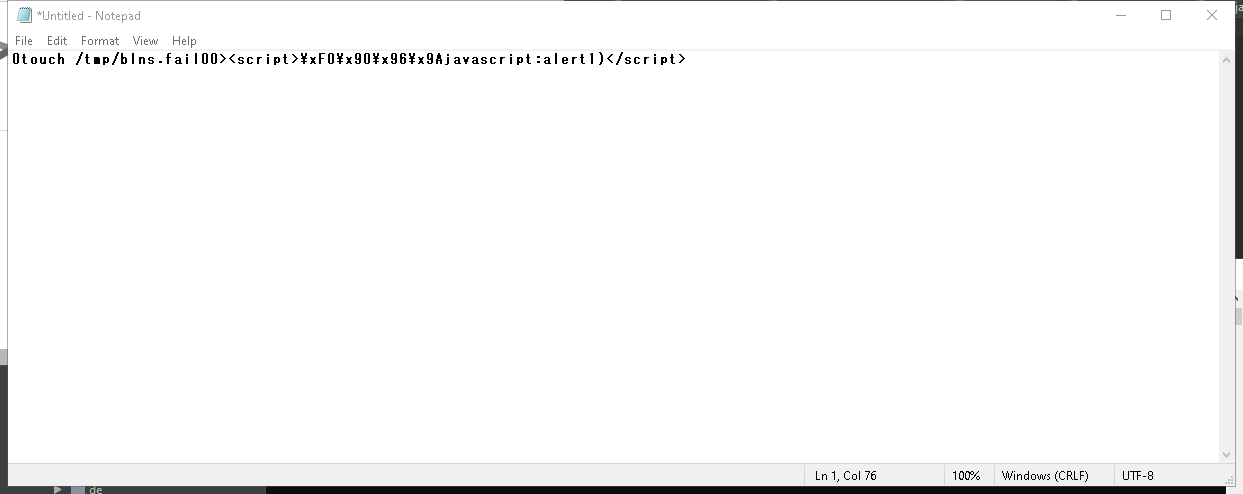 *Untitled - Notepad
File Edit Format View Help
0touch /tmp/blns.fail00><script>¥xF0¥x90¥x96¥x9Ajavascript:alert1)</script>
Ln 1, Col 76 100% Windows (CRLF) UTF-8
de